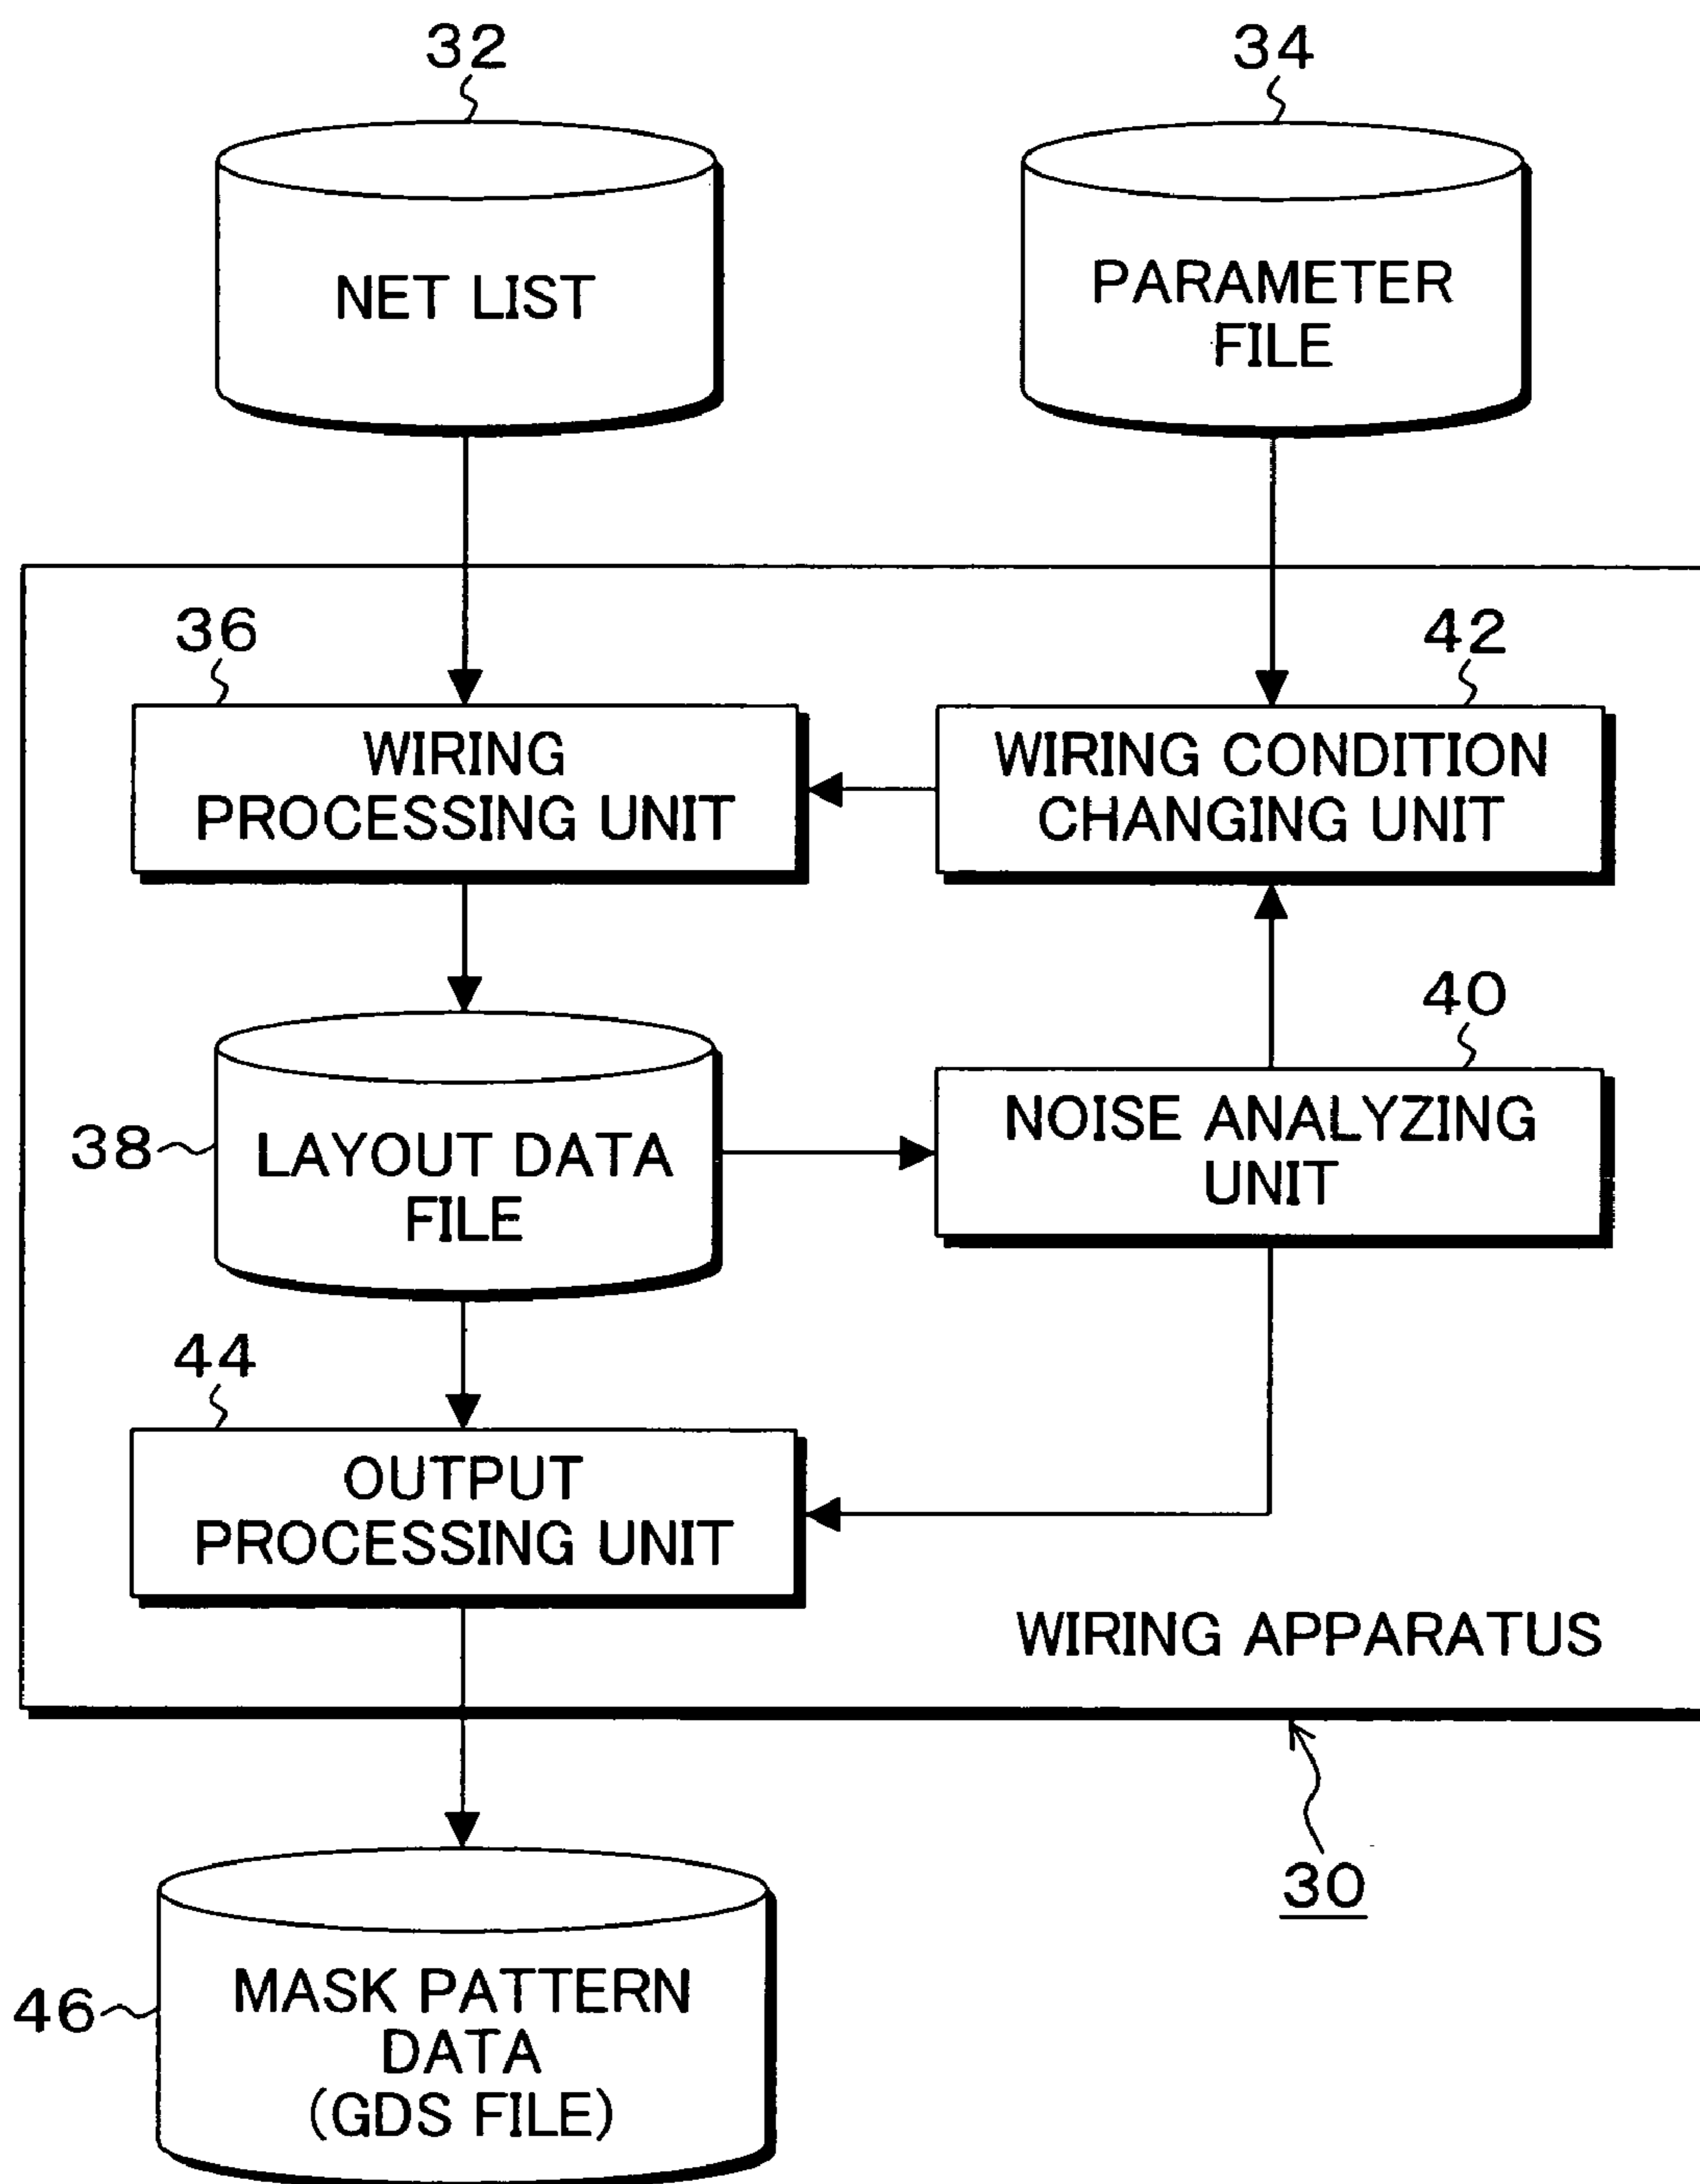 32
34
NET LIST
PARAMETER
FILE
36
42
WIRING
PROCESSING UNIT
WIRING CONDITION
CHANGING UNIT
40
38
LAYOUT DATA
FILE
NOISE ANALYZING
UNIT
44
OUTPUT
PROCESSING UNIT
WIRING APPARATUS
30
46
MASK PATTERN
DATA
(GDS FILE)